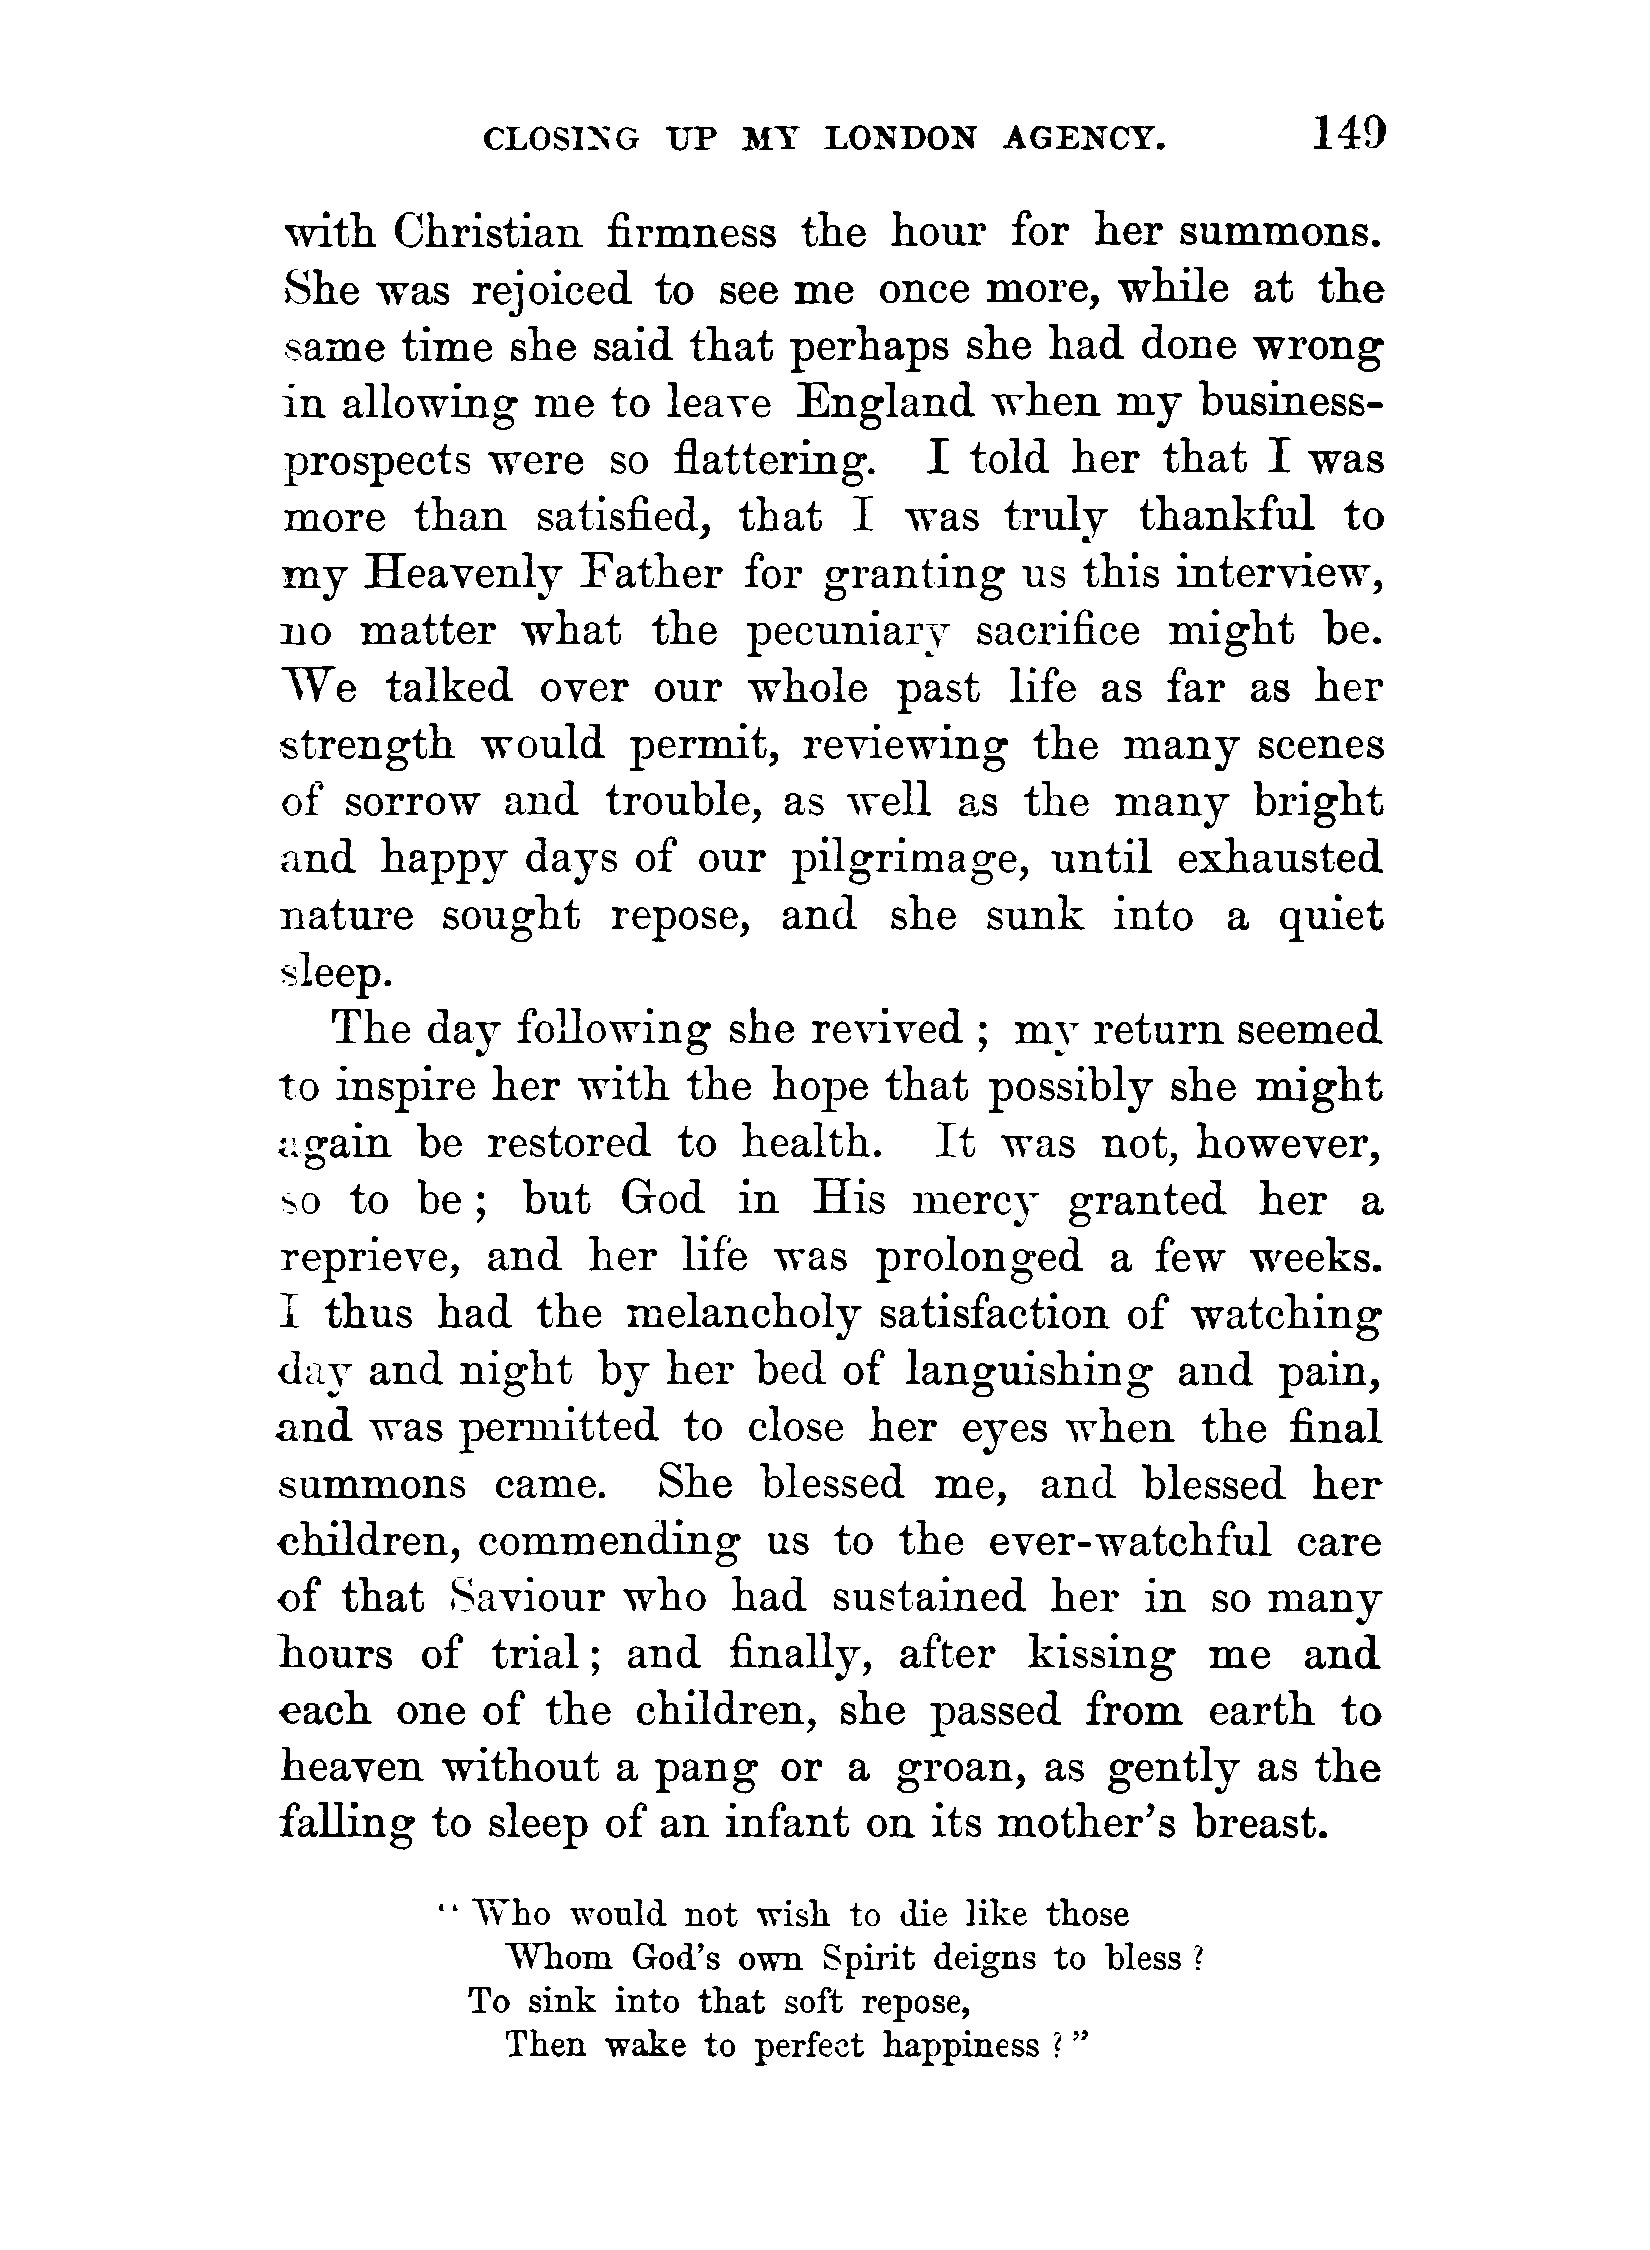 CLOSING UP MY LONDON AGENCY. 149
with Christian firmness the hour for her summons.
She was rejoiced to see me once more, while at the
same time she said that perhaps she had done wrong
in allowing me to leave England when my business-
prospects were so flattering. I told her that I was
more than satisfied, that I was truly thankful to
my Heavenly Father for granting us this interview,
no matter what the pecuniary sacrifice might be.
We talked over our whole past life as far as her
strength would permit, reviewing the many scenes
of sorrow and trouble, as well as the many bright
and happy days of our pilgrimage, until exhausted
nature sought repose, and she sunk into a quiet
sleep.
The day following she revived ; my return seemed
to inspire her with the hope that possibly she might
again be restored to health. It was not, however,
so to be ; but God in His mercy granted her a
reprieve, and her life was prolonged a few weeks.
I thus had the melancholy satisfaction of watching
day and night by her bed of languishing and pain,
and was permitted to close her eyes when the final
summons came. She blessed me, and blessed her
children, commending us to the ever-watchful care
of that Saviour who had sustained her in so many
hours of trial ; and finally, after kissing me and
each one of the children, she passed from earth to
heaven without a pang or a groan, as gently as the
falling to sleep of an infant on its mother's breast.
“ Who would not wish to die like those
Whom God's own Spirit deigns to bless ?
To sink into that soft repose,
Then wake to perfect happiness ? ”